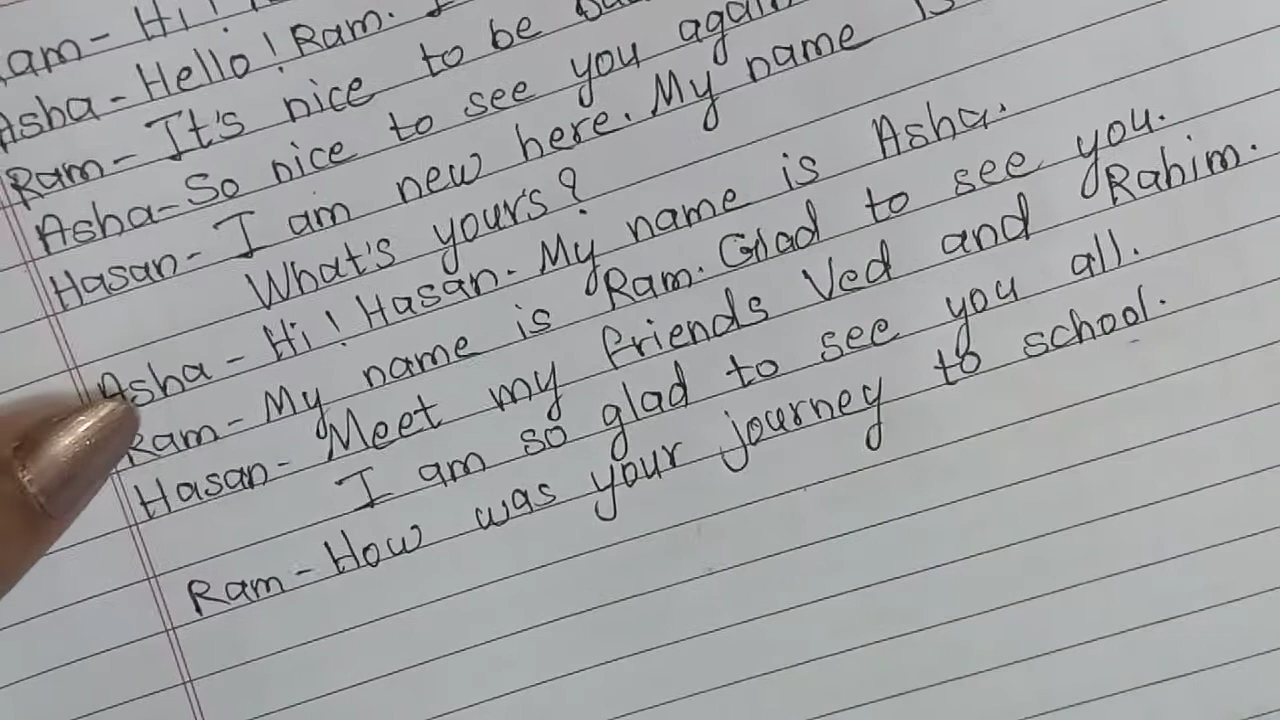 Ram- Hi!
Asha- Hello! Ram.
Ram- It's nice to be
Asha- So nice to see you again
Hasan- I am new here. My name is
What's yours?
Asha - Hi! Hasan. My name is Asha.
Ram- My name is Ram. Glad to see you.
Hasan- Meet my friends Ved and Rahim.
I am so glad to see you all.
Ram- How was your journey to school.